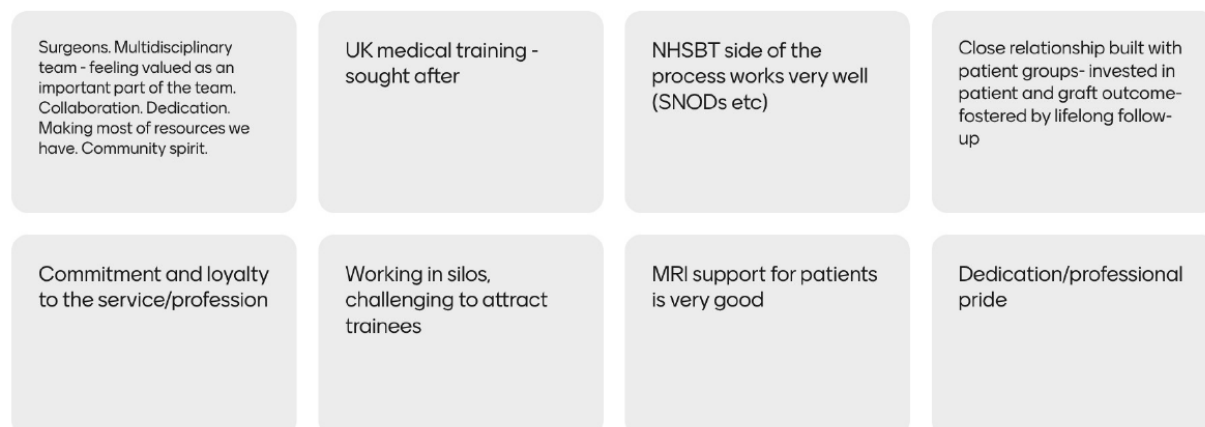 Surgeons. Multidisciplinary
team - feeling valued as an
important part of the team.
Collaboration. Dedication.
Making most of resources we
have. Community spirit.
UK medical training -
sought after
NHSBT side of the
process works very well
(SNODs etc)
Close relationship built with
patient groups- invested in
patient and graft outcome-
fostered by lifelong follow-
up
Commitment and loyalty
to the service/profession
Working in silos,
challenging to attract
trainees
MRI support for patients
is very good
Dedication/professional
pride